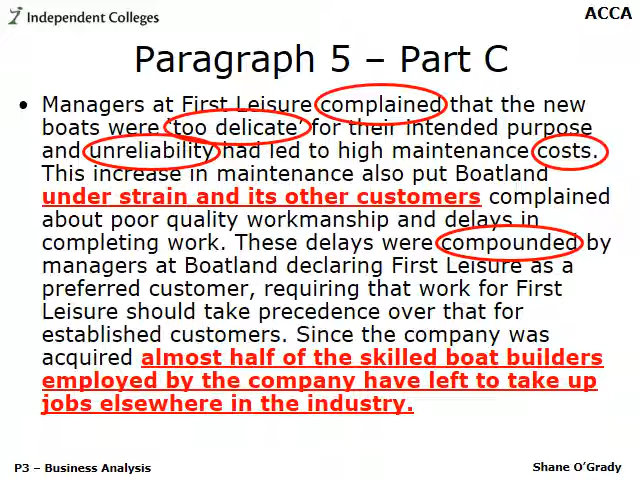 Independent Colleges
ACCA
Paragraph 5 – Part C
• Managers at First Leisure complained that the new
boats were 'too delicate' for their intended purpose
and unreliability had led to high maintenance costs.
This increase in maintenance also put Boatland
under strain and its other customers complained
about poor quality workmanship and delays in
completing work. These delays were compounded by
managers at Boatland declaring First Leisure as a
preferred customer, requiring that work for First
Leisure should take precedence over that for
established customers. Since the company was
acquired almost half of the skilled boat builders
employed by the company have left to take up
jobs elsewhere in the industry.
P3 – Business Analysis
Shane O'Grady